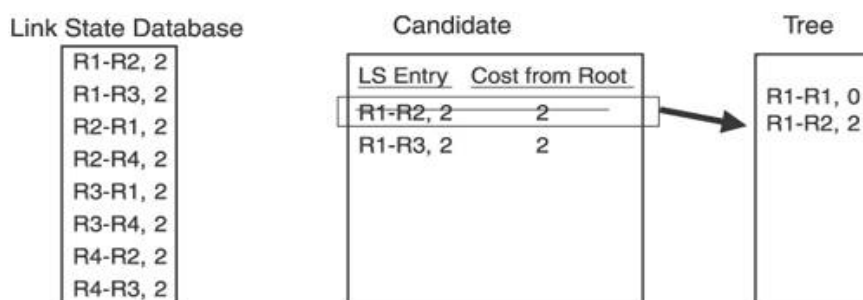 Link State Database
R1-R2, 2
R1-R3, 2
R2-R1, 2
R2-R4, 2
R3-R1, 2
R3-R4, 2
R4-R2, 2
R4-R3, 2
Candidate
LS Entry Cost from Root
R1-R2, 2 2
R1-R3, 2 2
Tree
R1-R1, 0
R1-R2, 2